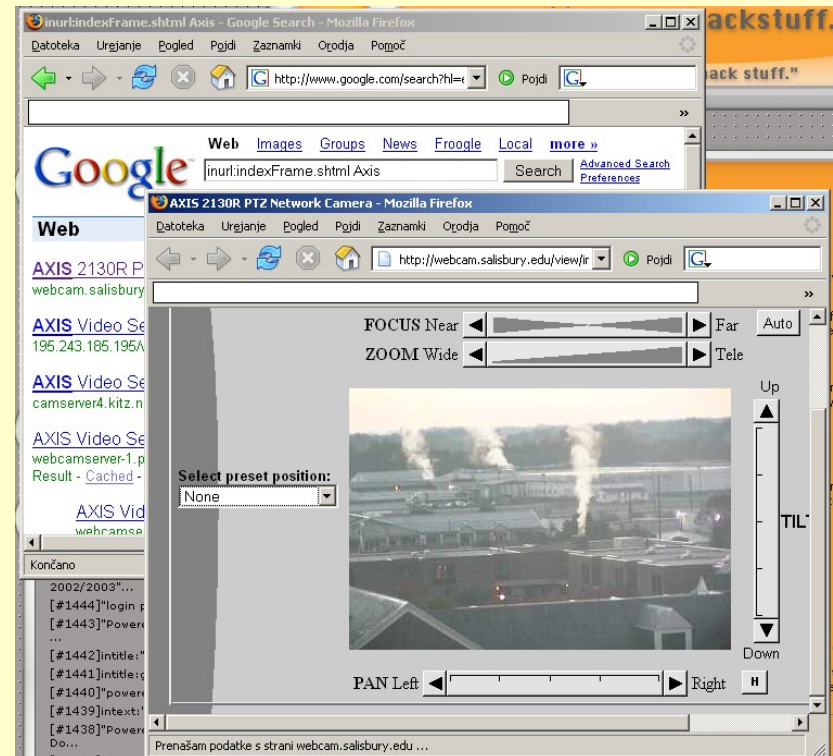 inurl:indexFrame.shtml Axis - Google Search - Mozilla Firefox
ackstuff.
Datoteka Urejanje Pogled Pojdi Zaznamki Orodja Pomoč
ack stuff."
http://www.google.com/search?hl=e Pojdi
»
Web Images Groups News Froogle Local more »
Google
inurl:indexFrame.shtml Axis Search Advanced Search
Preferences
Web
AXIS 2130R P
webcam.salisbury
AXIS Video Se
195.243.185.195/
AXIS Video Se
camserver4.kitz.n
AXIS Video Se
webcamserver-1.p
Result - Cached -
AXIS Vid
webcamse
Končano
AXIS 2130R PTZ Network Camera - Mozilla Firefox
Datoteka Urejanje Pogled Pojdi Zaznamki Orodja Pomoč
http://webcam.salisbury.edu/view/ir Pojdi
»
FOCUS Near Far Auto
ZOOM Wide Tele
Up
Select preset position:
None
TILT
Down
PAN Left Right H
Prenašam podatke s strani webcam.salisbury.edu ...
2002/2003"...
[#1444]"login p
[#1443]"Powere
...
[#1442]intitle:"
[#1441]intitle:g
[#1440]"powere
[#1439]intext:"
[#1438]"Powere
Do...